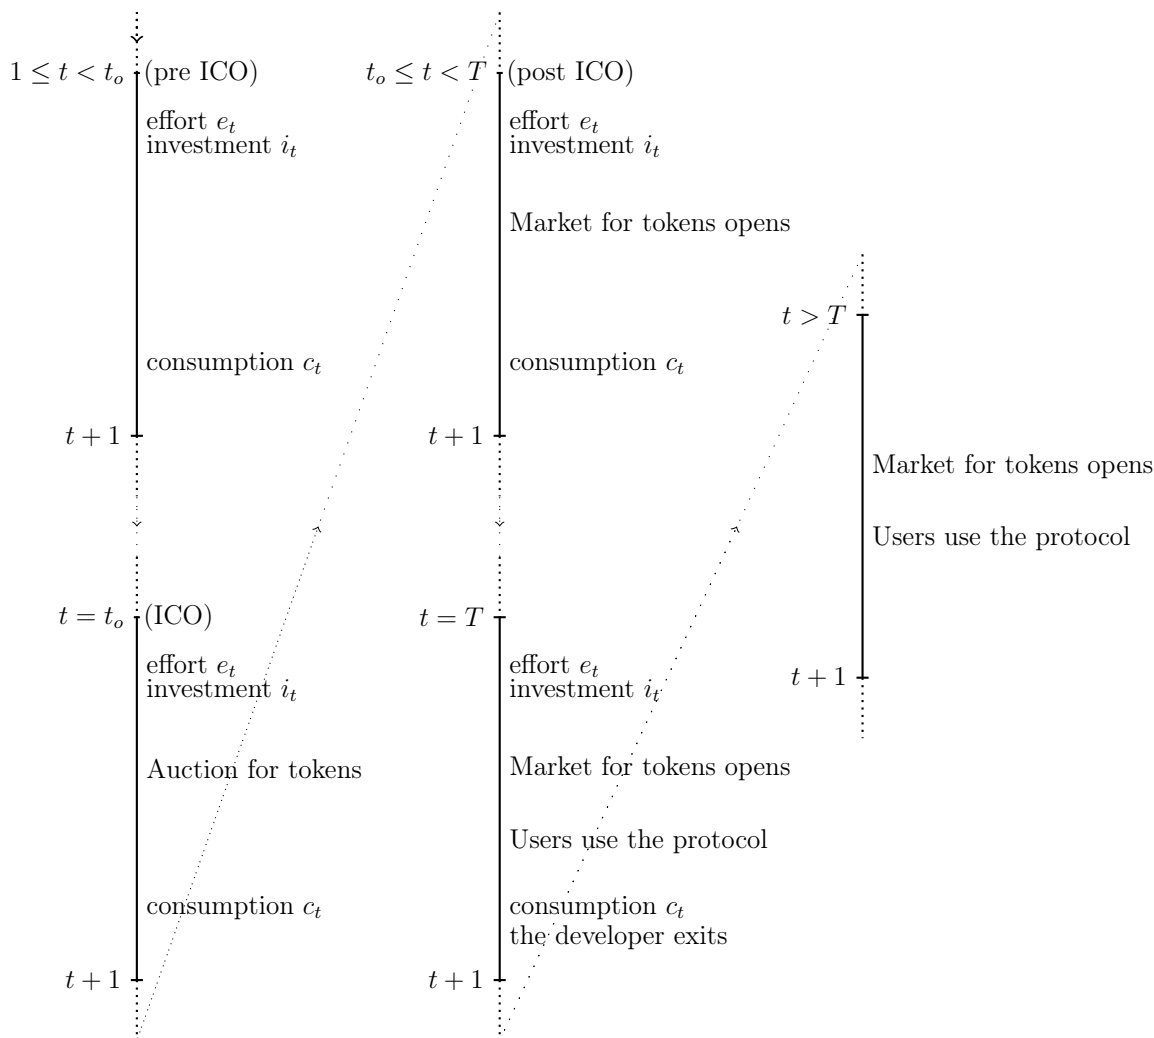 1 ≤ t < t_o (pre ICO)
effort e_t
investment i_t
consumption c_t
t + 1
t = t_o (ICO)
effort e_t
investment i_t
Auction for tokens
consumption c_t
t + 1
t_o ≤ t < T (post ICO)
effort e_t
investment i_t
Market for tokens opens
consumption c_t
t + 1
t = T
effort e_t
investment i_t
Market for tokens opens
Users use the protocol
consumption c_t
the developer exits
t + 1
t > T
Market for tokens opens
Users use the protocol
t + 1